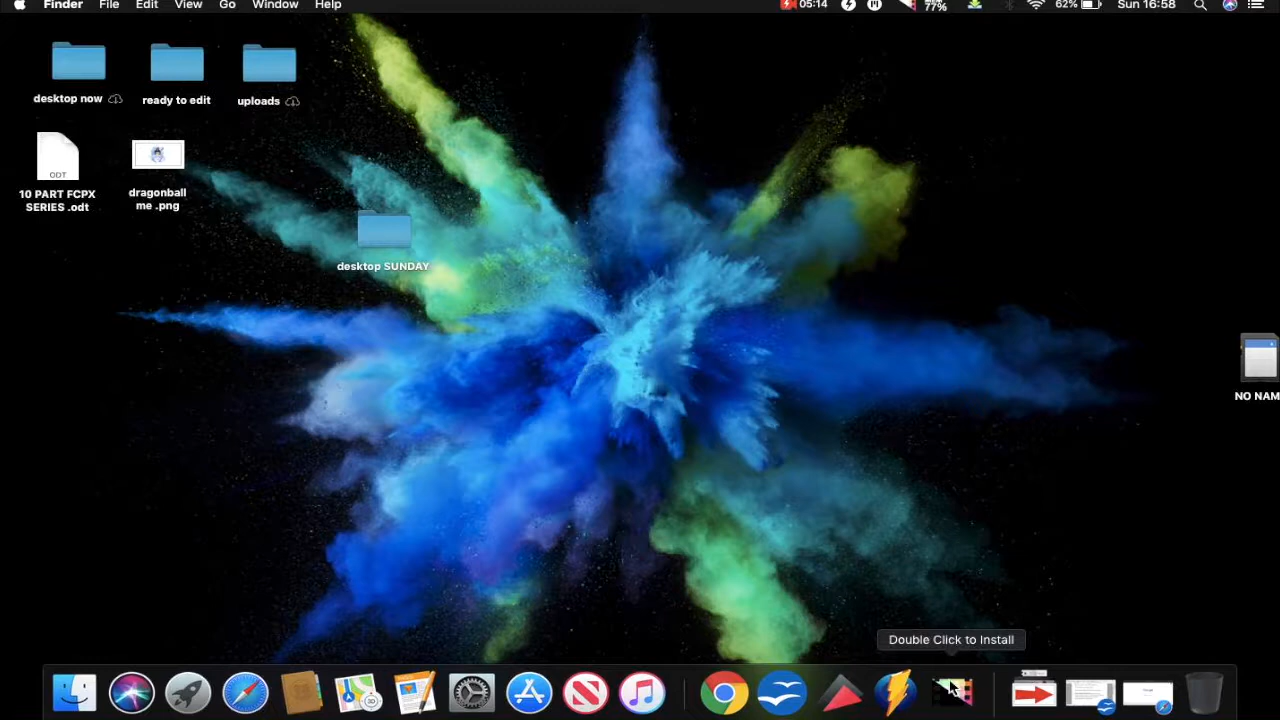 Finder File Edit View Go Window Help 05:14 77% 62% Sun 16:58
desktop now
ready to edit
uploads
ODT
10 PART FCPX
SERIES .odt
dragonball
me .png
desktop SUNDAY
NO NAM
Double Click to Install
3D